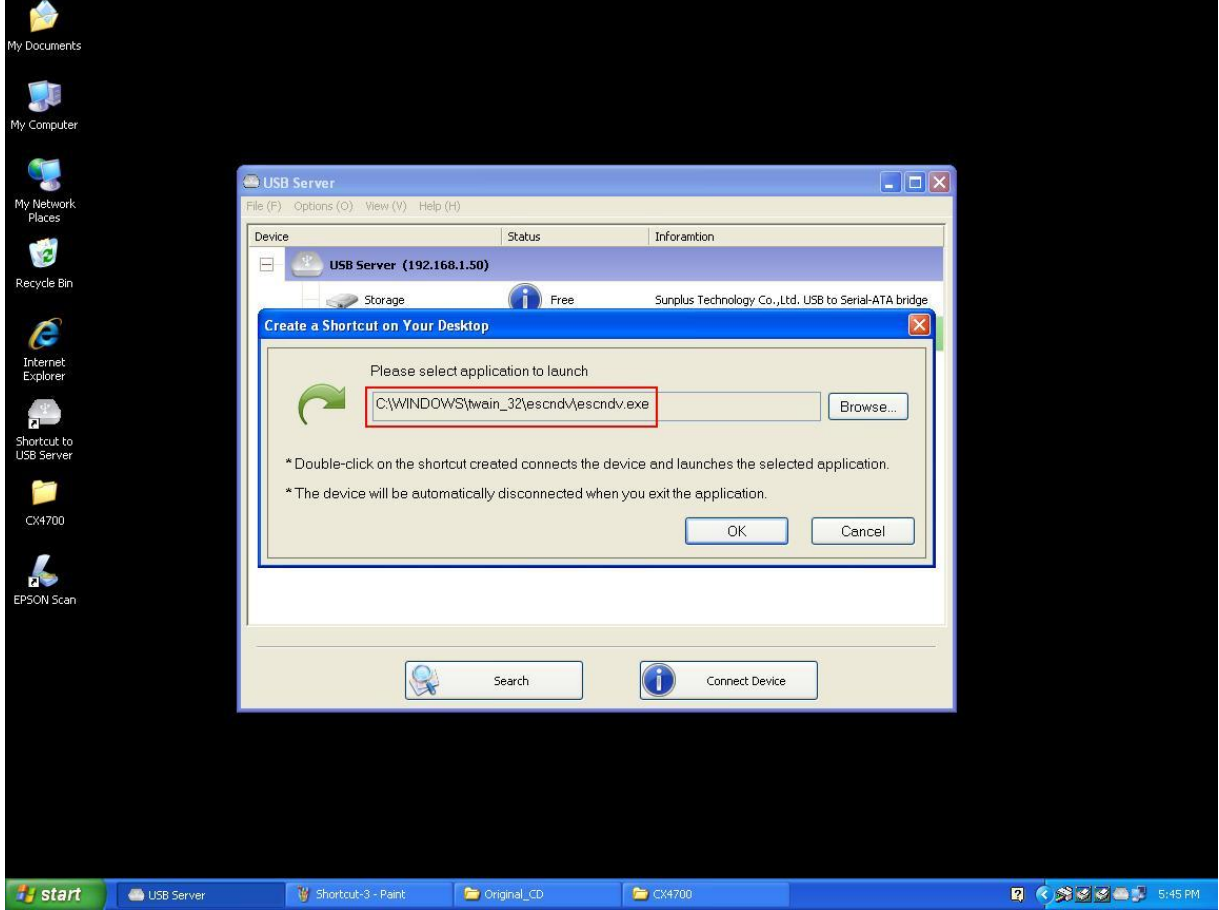 My Documents
My Computer
My Network
Places
Recycle Bin
Internet
Explorer
Shortcut to
USB Server
CX4700
EPSON Scan
USB Server
File (F) Options (O) View (V) Help (H)
Device Status Inforamtion
USB Server (192.168.1.50)
Storage Free Sunplus Technology Co.,Ltd. USB to Serial-ATA bridge
Create a Shortcut on Your Desktop
Please select application to launch
C:\WINDOWS\twain_32\escndv\escndv.exe
Browse...
* Double-click on the shortcut created connects the device and launches the selected application.
* The device will be automatically disconnected when you exit the application.
OK Cancel
Search Connect Device
start USB Server Shortcut-3 - Paint Original_CD CX4700 5:45 PM